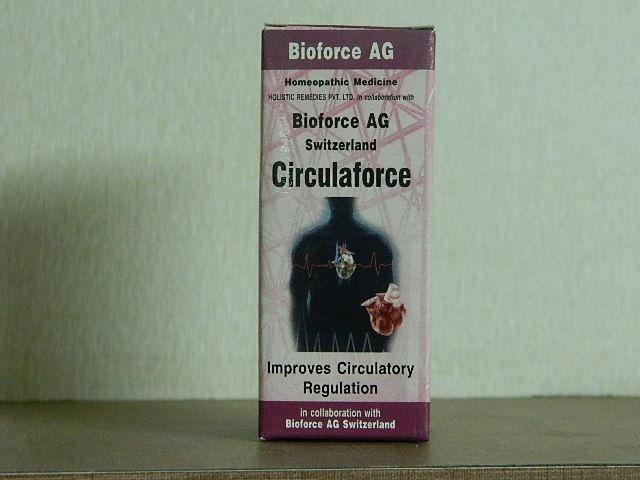 Bioforce AG
Homeopathic Medicine
HOLISTIC REMEDIES PVT. LTD. in collaboration with
Bioforce AG
Switzerland
Circulaforce
Improves Circulatory
Regulation
in collaboration with
Bioforce AG Switzerland